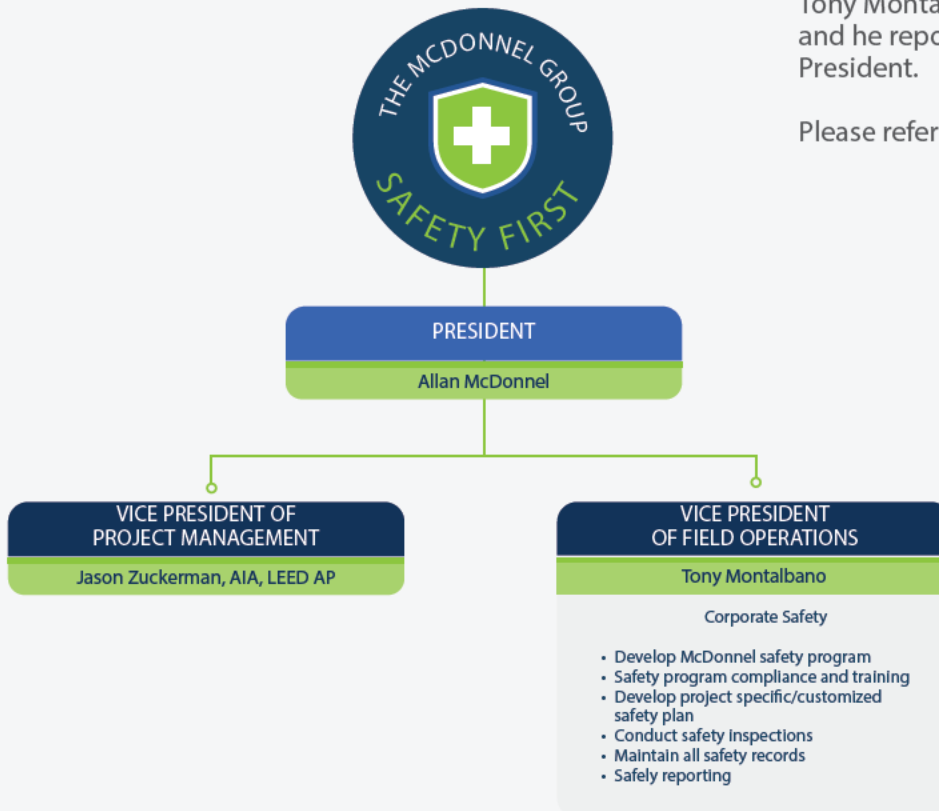 THE MCDONNEL GROUP
SAFETY FIRST
and he repo
President.
Please refer
PRESIDENT
Allan McDonnel
VICE PRESIDENT OF
PROJECT MANAGEMENT
Jason Zuckerman, AIA, LEED AP
VICE PRESIDENT
OF FIELD OPERATIONS
Tony Montalbano
Corporate Safety
• Develop McDonnel safety program
• Safety program compliance and training
• Develop project specific/customized
safety plan
• Conduct safety inspections
• Maintain all safety records
• Safely reporting